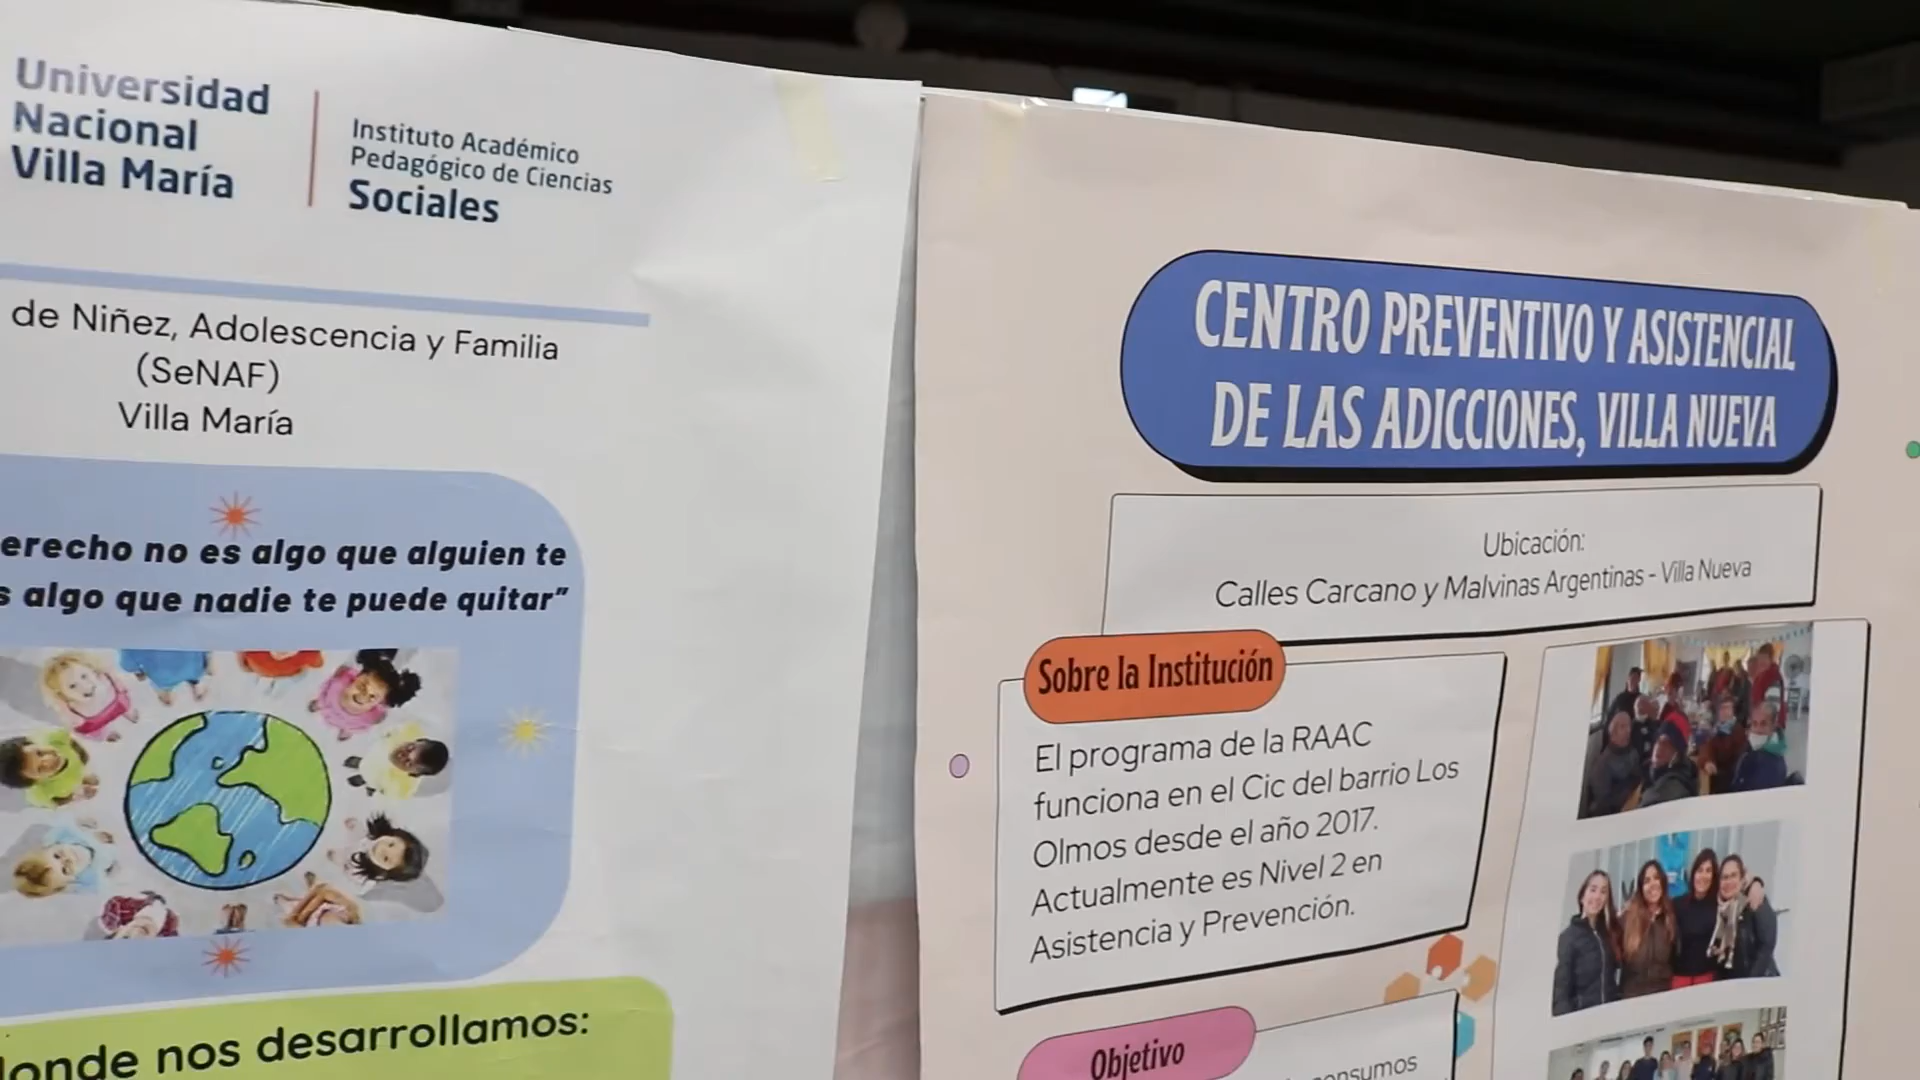 Universidad
Nacional
Villa María
Instituto Académico
Pedagógico de Ciencias
Sociales
de Niñez, Adolescencia y Familia
(SeNAF)
Villa María
erecho no es algo que alguien te
s algo que nadie te puede quitar”
donde nos desarrollamos:
CENTRO PREVENTIVO Y ASISTENCIAL
DE LAS ADICCIONES, VILLA NUEVA
Ubicación:
Calles Carcano y Malvinas Argentinas - Villa Nueva
Sobre la Institución
El programa de la RAAC
funciona en el Cic del barrio Los
Olmos desde el año 2017.
Actualmente es Nivel 2 en
Asistencia y Prevención.
Objetivo
consumos